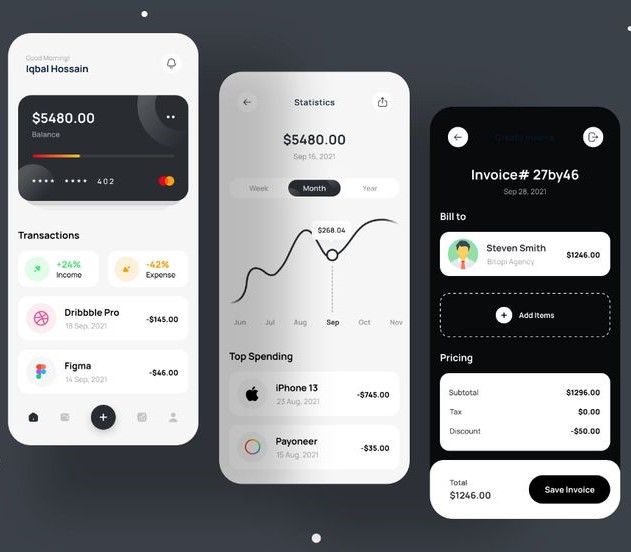 Good Morning!
Iqbal Hossain
$5480.00
Balance
**** **** 402
Transactions
+24%
Income
-42%
Expense
Dribbble Pro
18 Sep, 2021
-$145.00
Figma
14 Sep, 2021
-$46.00
Statistics
$5480.00
Sep 16, 2021
Week Month Year
$268.04
Jun Jul Aug Sep Oct Nov
Top Spending
iPhone 13
23 Aug, 2021
-$745.00
Payoneer
15 Aug, 2021
-$35.00
Create Invoice
Invoice# 27by46
Sep 28, 2021
Bill to
Steven Smith
Bitopi Agency
$1246.00
Add Items
Pricing
Subtotal $1296.00
Tax $0.00
Discount -$50.00
Total
$1246.00
Save Invoice